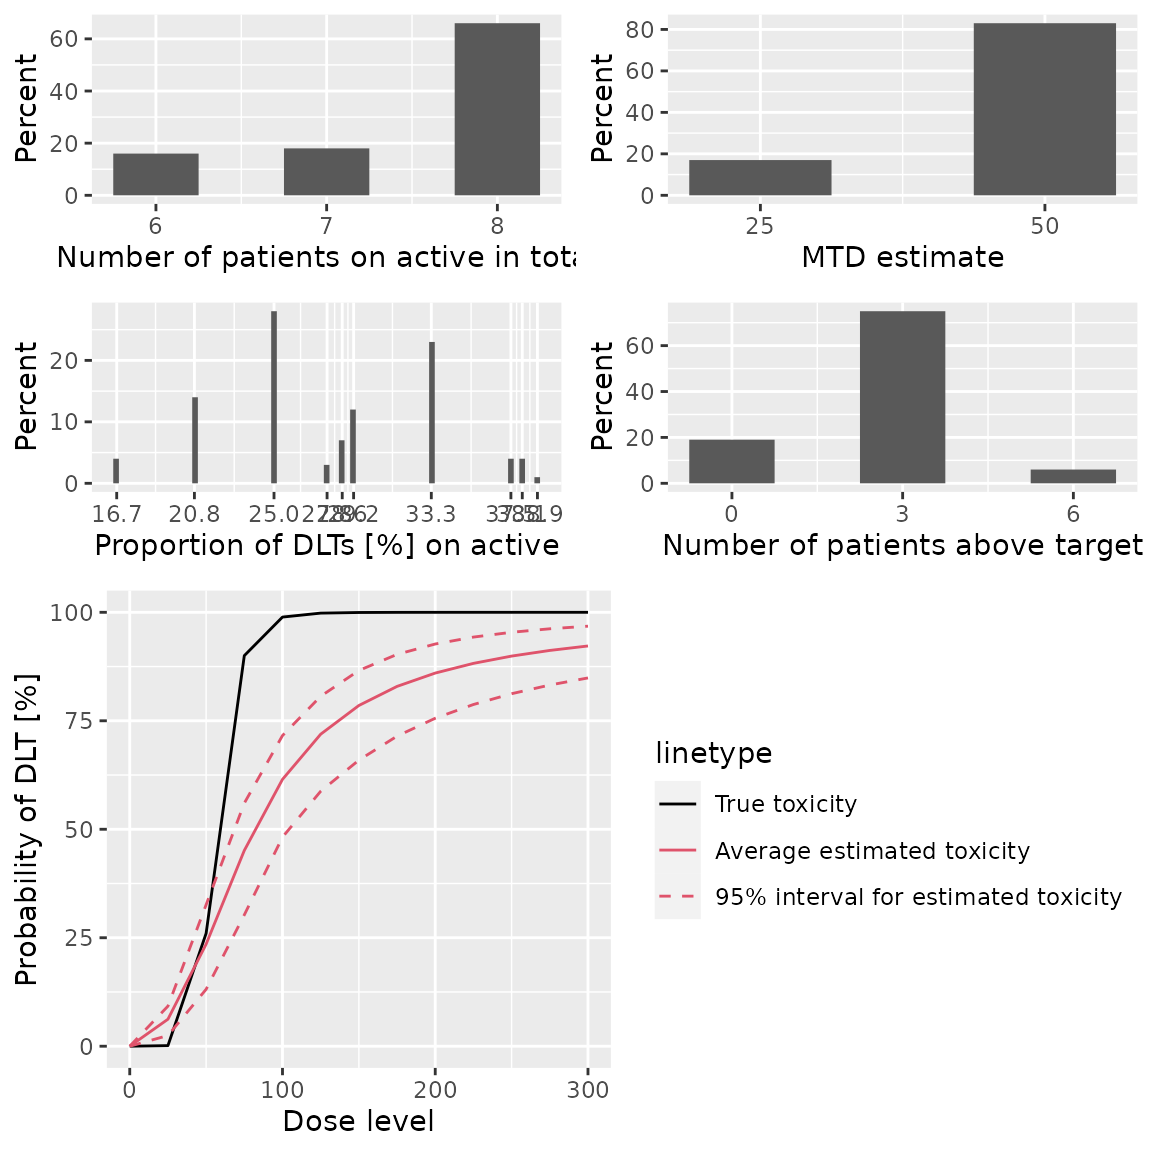 Percent
60
40
20
0
6 7 8
Number of patients on active in tota
Percent
80
60
40
20
0
25 50
MTD estimate
Percent
20
10
0
16.7 20.8 25.0 33.3
Proportion of DLTs [%] on active
Percent
60
40
20
0
0 3 6
Number of patients above target
Probability of DLT [%]
100
75
50
25
0
0 100 200 300
Dose level
linetype
True toxicity
Average estimated toxicity
95% interval for estimated toxicity